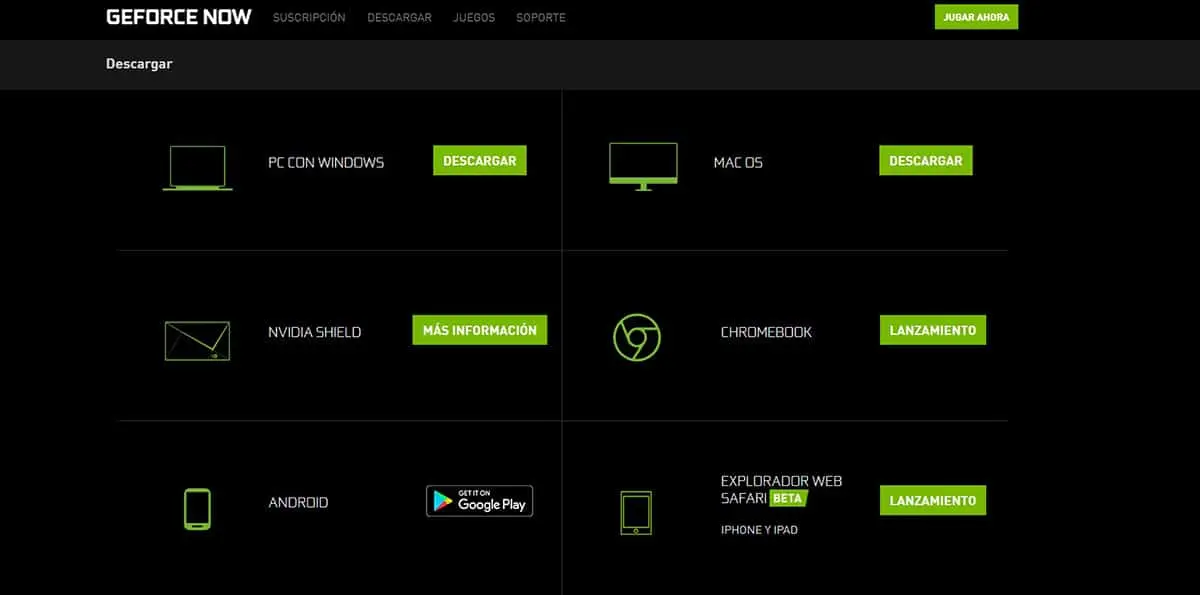 GEFORCE NOW SUSCRIPCIÓN DESCARGAR JUEGOS SOPORTE JUGAR AHORA
Descargar
PC CON WINDOWS DESCARGAR
MAC OS DESCARGAR
NVIDIA SHIELD MÁS INFORMACIÓN
CHROMEBOOK LANZAMIENTO
ANDROID
GET IT ON
Google Play
EXPLORADOR WEB
SAFARI BETA
IPHONE Y IPAD
LANZAMIENTO